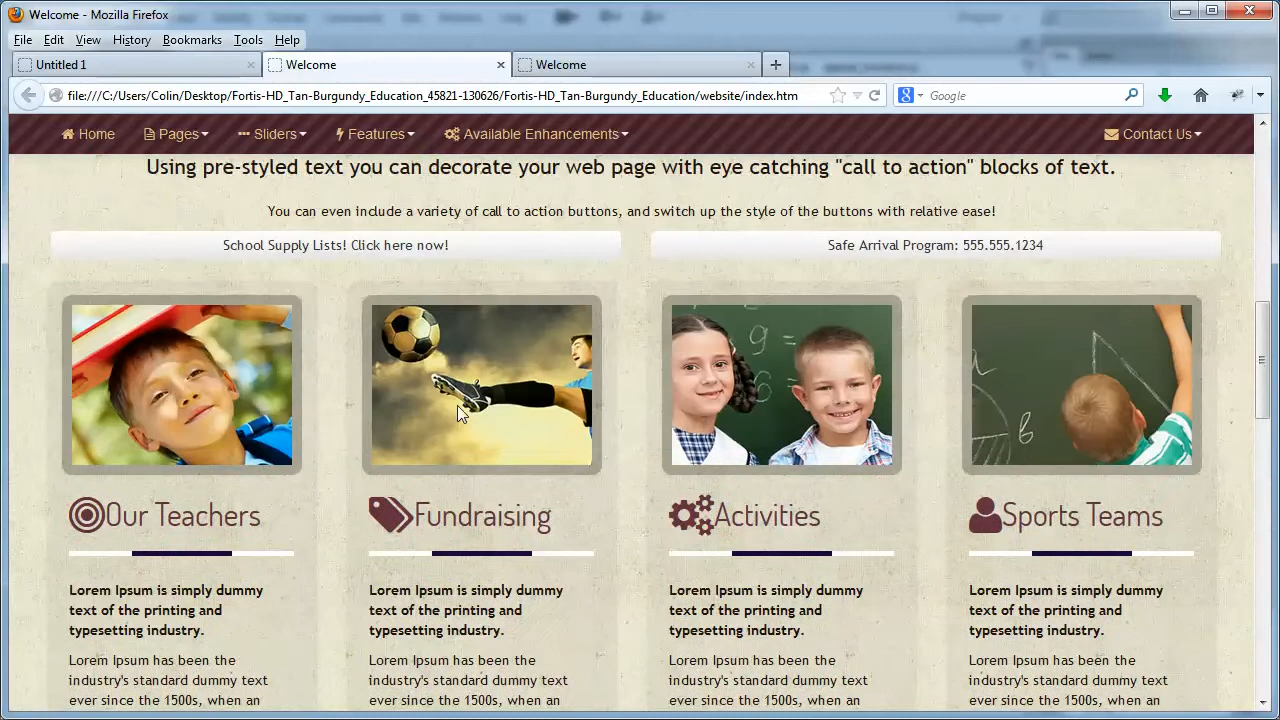 Welcome - Mozilla Firefox
File Edit View History Bookmarks Tools Help
Untitled 1
Welcome
Welcome
file:///C:/Users/Colin/Desktop/Fortis-HD_Tan-Burgundy_Education_45821-130626/Fortis-HD_Tan-Burgundy_Education/website/index.htm
Google
Home Pages Sliders Features Available Enhancements Contact Us
Using pre-styled text you can decorate your web page with eye catching "call to action" blocks of text.
You can even include a variety of call to action buttons, and switch up the style of the buttons with relative ease!
School Supply Lists! Click here now!
Safe Arrival Program: 555.555.1234
Our Teachers
Lorem Ipsum is simply dummy
text of the printing and
typesetting industry.
Lorem Ipsum has been the
industry's standard dummy text
ever since the 1500s, when an
Fundraising
Lorem Ipsum is simply dummy
text of the printing and
typesetting industry.
Lorem Ipsum has been the
industry's standard dummy text
ever since the 1500s, when an
Activities
Lorem Ipsum is simply dummy
text of the printing and
typesetting industry.
Lorem Ipsum has been the
industry's standard dummy text
ever since the 1500s, when an
Sports Teams
Lorem Ipsum is simply dummy
text of the printing and
typesetting industry.
Lorem Ipsum has been the
industry's standard dummy text
ever since the 1500s, when an